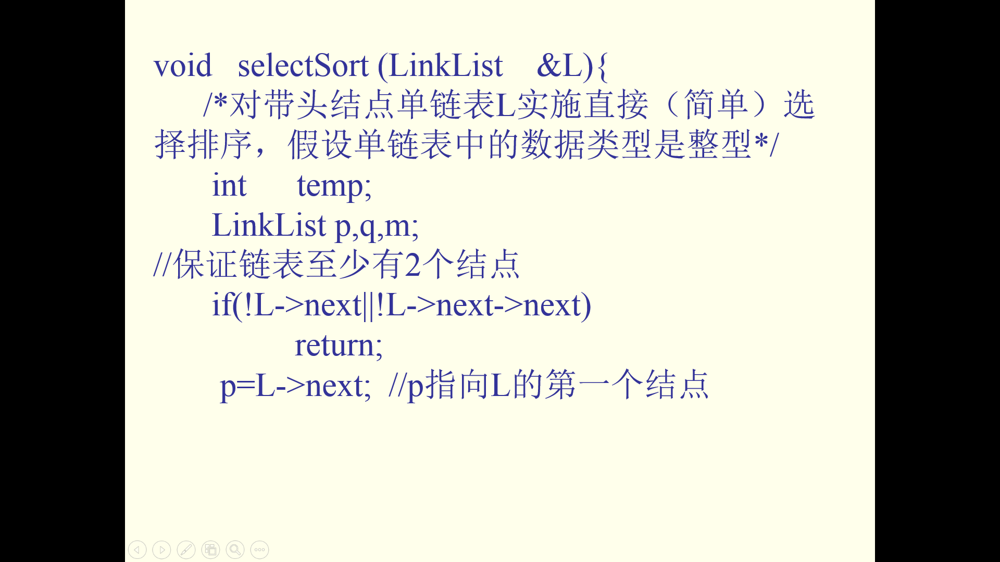 void selectSort (LinkList &L){
/*对带头结点单链表L实施直接（简单）选
择排序，假设单链表中的数据类型是整型*/
int temp;
LinkList p,q,m;
//保证链表至少有2个结点
if(!L->next||!L->next->next)
return;
p=L->next; //p指向L的第一个结点